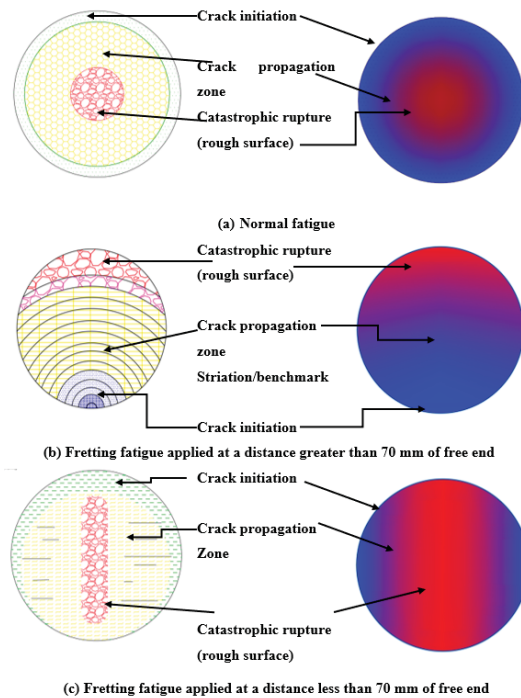 Crack initiation
Crack propagation
zone
Catastrophic rupture
(rough surface)
(a) Normal fatigue
Catastrophic rupture
(rough surface)
Crack propagation
zone
Striation/benchmark
Crack initiation
(b) Fretting fatigue applied at a distance greater than 70 mm of free end
Crack initiation
Crack propagation
Zone
Catastrophic rupture
(rough surface)
(c) Fretting fatigue applied at a distance less than 70 mm of free end